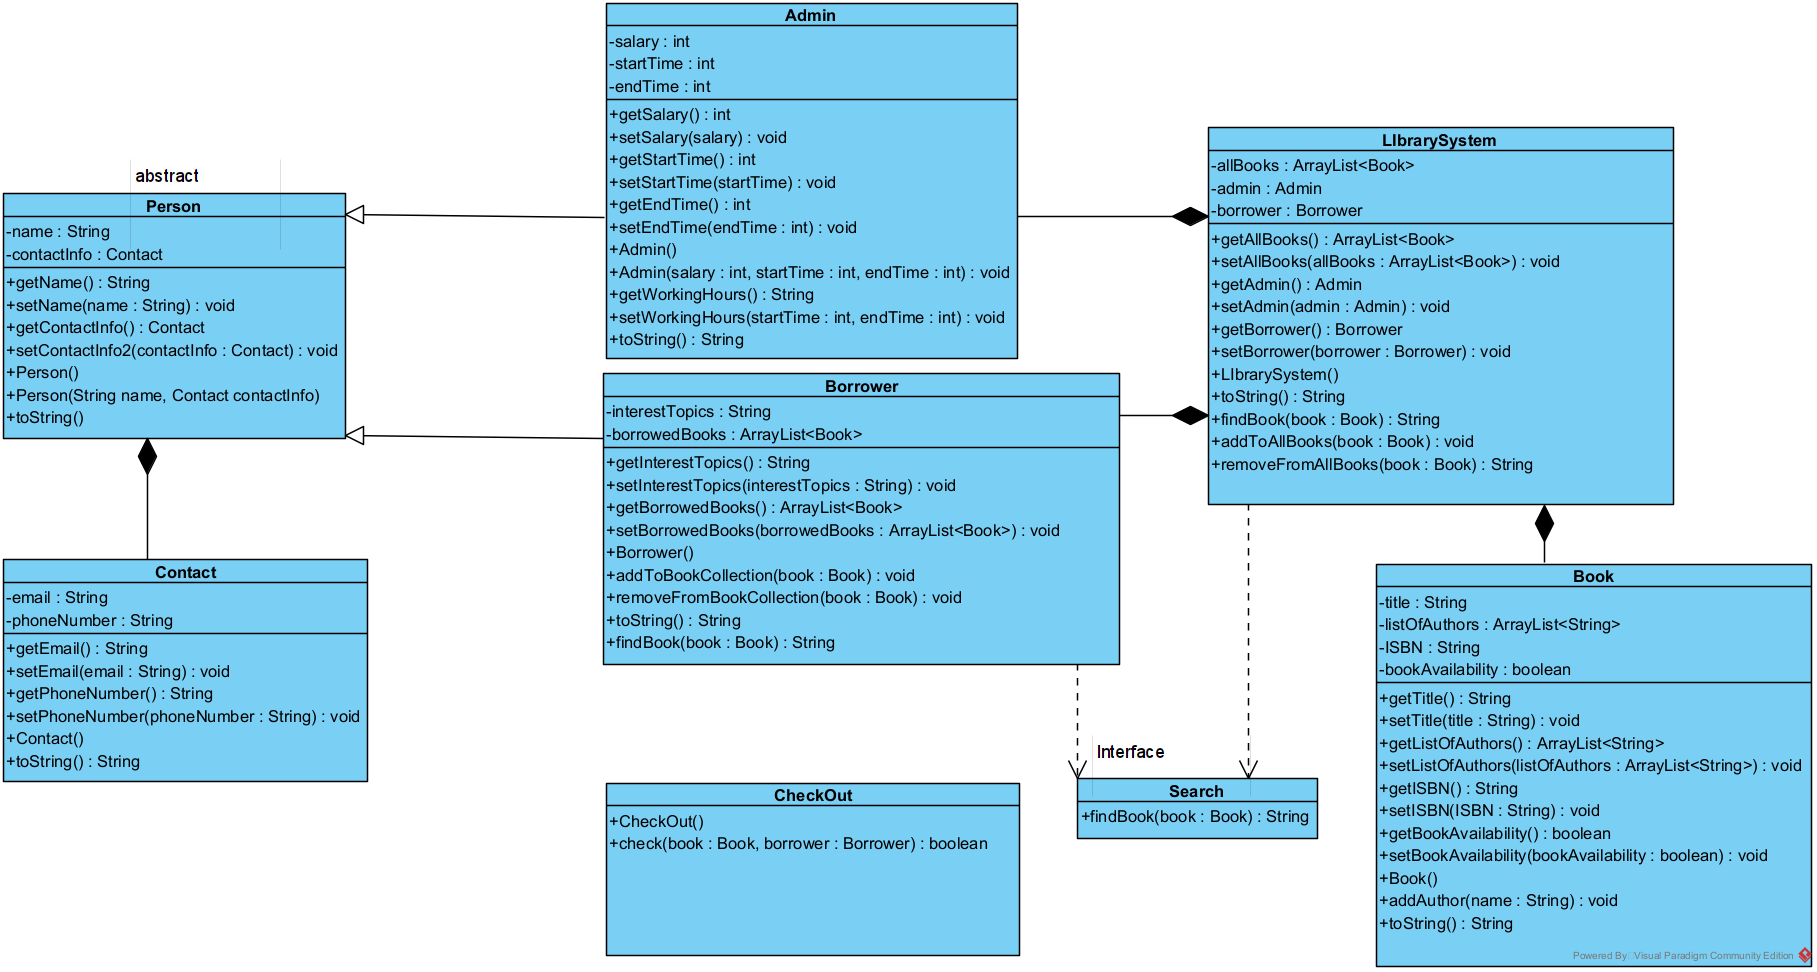 Admin
-salary : int
-startTime : int
-endTime : int
+getSalary() : int
+setSalary(salary) : void
+getStartTime() : int
+setStartTime(startTime) : void
+getEndTime() : int
+setEndTime(endTime : int) : void
+Admin()
+Admin(salary : int, startTime : int, endTime : int) : void
+getWorkingHours() : String
+setWorkingHours(startTime : int, endTime : int) : void
+toString() : String
LIbrarySystem
-allBooks : ArrayList<Book>
-admin : Admin
-borrower : Borrower
+getAllBooks() : ArrayList<Book>
+setAllBooks(allBooks : ArrayList<Book>) : void
+getAdmin() : Admin
+setAdmin(admin : Admin) : void
+getBorrower() : Borrower
+setBorrower(borrower : Borrower) : void
+LIbrarySystem()
+toString() : String
+findBook(book : Book) : String
+addToAllBooks(book : Book) : void
+removeFromAllBooks(book : Book) : String
abstract
Person
-name : String
-contactInfo : Contact
+getName() : String
+setName(name : String) : void
+getContactInfo() : Contact
+setContactInfo2(contactInfo : Contact) : void
+Person()
+Person(String name, Contact contactInfo)
+toString()
Borrower
-interestTopics : String
-borrowedBooks : ArrayList<Book>
+getInterestTopics() : String
+setInterestTopics(interestTopics : String) : void
+getBorrowedBooks() : ArrayList<Book>
+setBorrowedBooks(borrowedBooks : ArrayList<Book>) : void
+Borrower()
+addToBookCollection(book : Book) : void
+removeFromBookCollection(book : Book) : void
+toString() : String
+findBook(book : Book) : String
Contact
-email : String
-phoneNumber : String
+getEmail() : String
+setEmail(email : String) : void
+getPhoneNumber() : String
+setPhoneNumber(phoneNumber : String) : void
+Contact()
+toString() : String
Book
-title : String
-listOfAuthors : ArrayList<String>
-ISBN : String
-bookAvailability : boolean
+getTitle() : String
+setTitle(title : String) : void
+getListOfAuthors() : ArrayList<String>
+setListOfAuthors(listOfAuthors : ArrayList<String>) : void
+getISBN() : String
+setISBN(ISBN : String) : void
+getBookAvailability() : boolean
+setBookAvailability(bookAvailability : boolean) : void
+Book()
+addAuthor(name : String) : void
+toString() : String
Interface
Search
+findBook(book : Book) : String
CheckOut
+CheckOut()
+check(book : Book, borrower : Borrower) : boolean
Powered By Visual Paradigm Community Edition